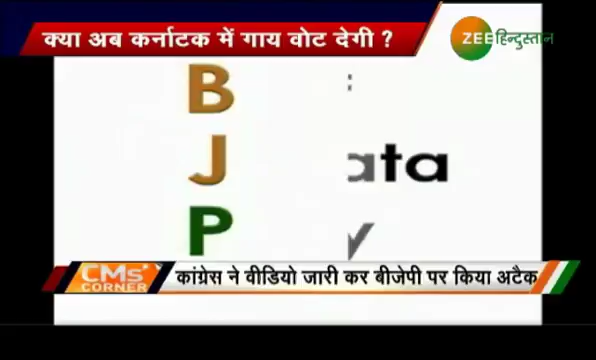 क्या अब कर्नाटक में गाय वोट देगी ?
ZEE हिन्दुस्तान
B
J ata
P
CMs'
CORNER
कांग्रेस ने वीडियो जारी कर बीजेपी पर किया अटैक